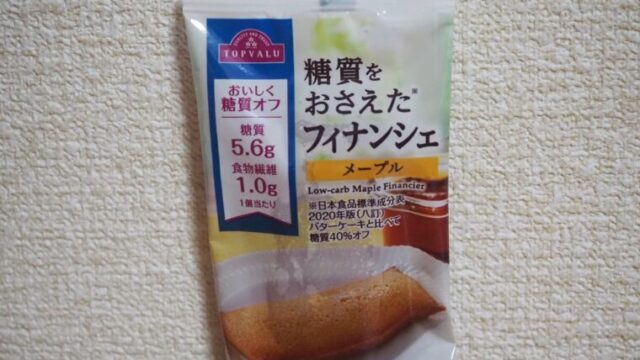 TOPVALU
おいしく
糖質オフ
糖質
5.6g
食物繊維
1.0g
1個当たり
糖質を
おさえた※
フィナンシェ
メープル
Low-carb Maple Financier
※日本食品標準成分表
2020年版(八訂)
バターケーキと比べて
糖質40%オフ